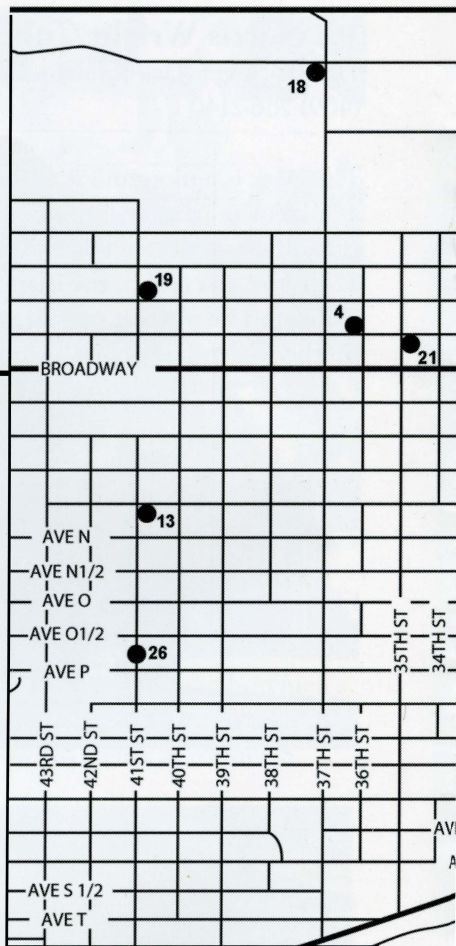 18
19
4
21
BROADWAY
13
AVE N
AVE N1/2
AVE O
AVE O1/2
26
AVE P
43RD ST
42ND ST
41ST ST
40TH ST
39TH ST
38TH ST
37TH ST
36TH ST
35TH ST
34TH ST
AVE S 1/2
AVE T